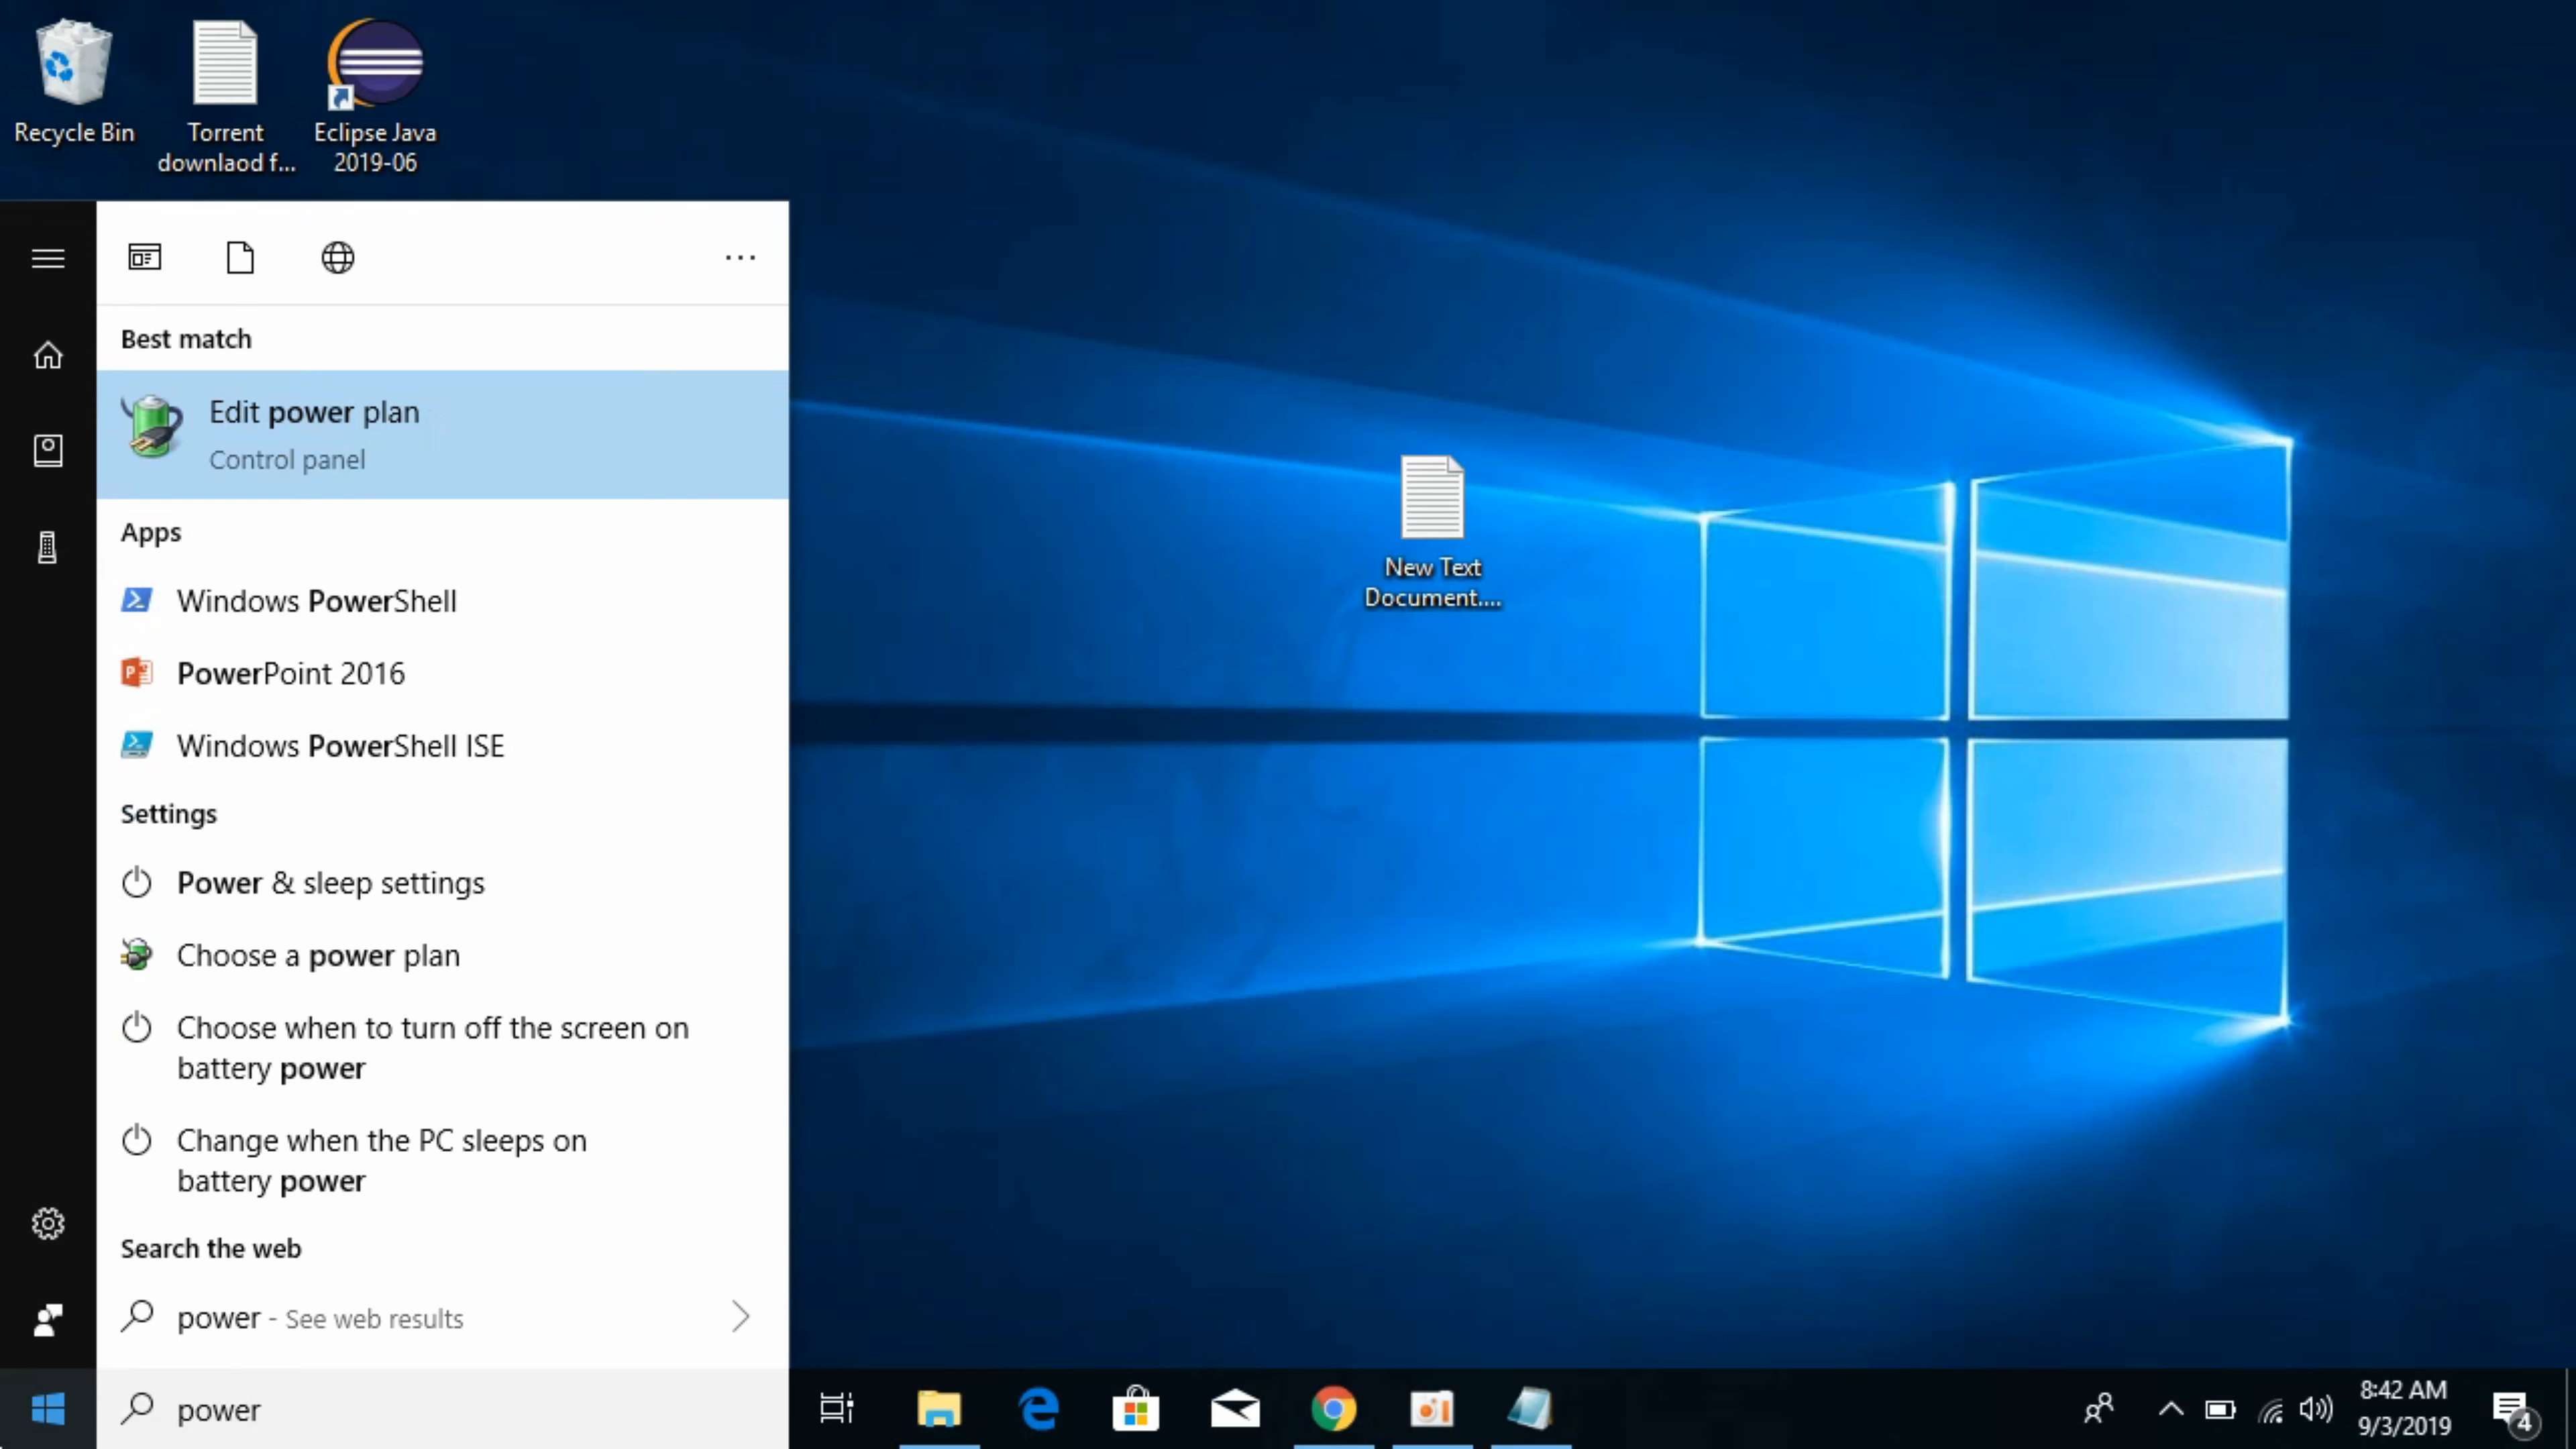 Recycle Bin
Torrent
downlaod f...
Eclipse Java
2019-06
Best match
Edit power plan
Control panel
Apps
Windows PowerShell
PowerPoint 2016
Windows PowerShell ISE
Settings
Power & sleep settings
Choose a power plan
Choose when to turn off the screen on
battery power
Change when the PC sleeps on
battery power
Search the web
power - See web results
power
New Text
Document....
8:42 AM
9/3/2019
4